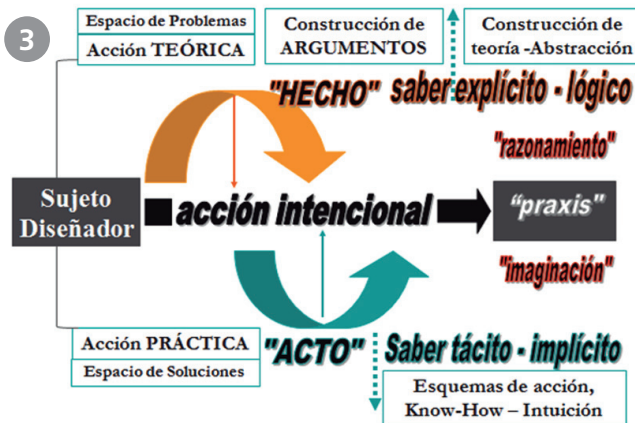 3
Espacio de Problemas
Acción TEÓRICA
Construcción de
ARGUMENTOS
Construcción de
teoría -Abstracción
"HECHO" saber explícito - lógico
"razonamiento"
Sujeto
Diseñador
acción intencional
“praxis”
"imaginación"
Acción PRÁCTICA
Espacio de Soluciones
"ACTO" Saber tácito - implícito
Esquemas de acción,
Know-How – Intuición